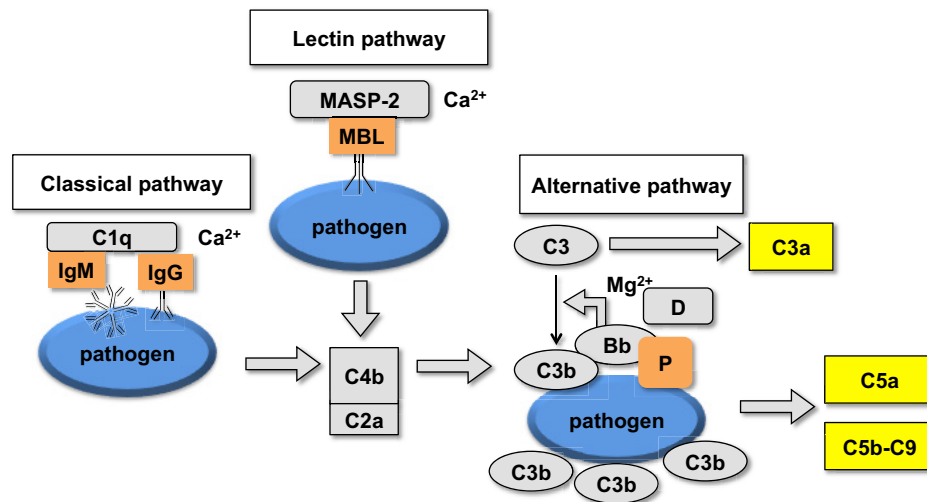 Lectin pathway
MASP-2
Ca²⁺
MBL
pathogen
Classical pathway
C1q
Ca²⁺
IgM
IgG
pathogen
C4b
C2a
Alternative pathway
C3
C3a
Mg²⁺
D
Bb
P
C3b
pathogen
C3b
C3b
C3b
C5a
C5b-C9